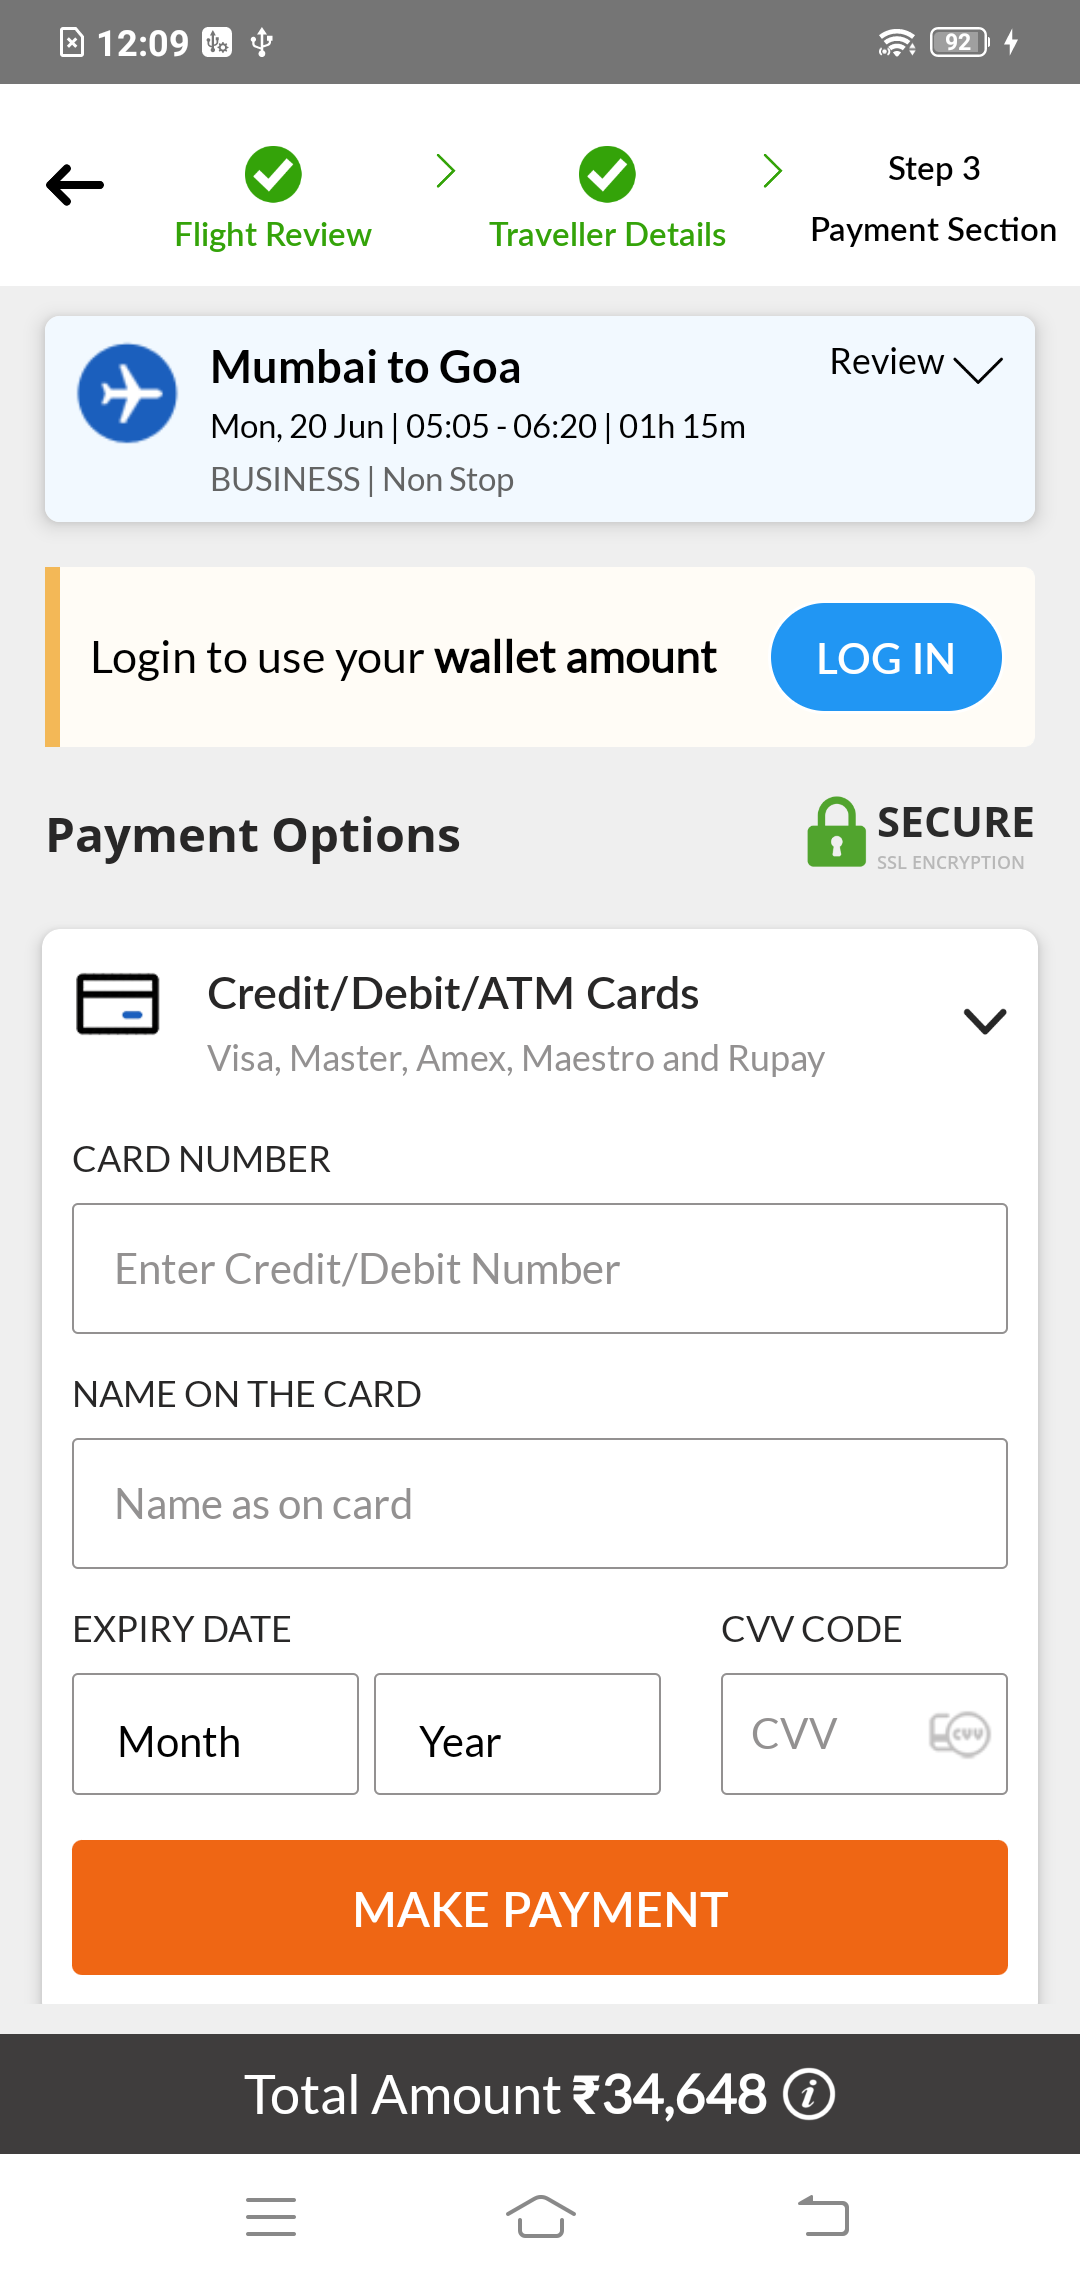 12:09
92
Flight Review
Traveller Details
Step 3
Payment Section
Mumbai to Goa
Review
Mon, 20 Jun | 05:05 - 06:20 | 01h 15m
BUSINESS | Non Stop
Login to use your wallet amount
LOG IN
Payment Options
SECURE
SSL ENCRYPTION
Credit/Debit/ATM Cards
Visa, Master, Amex, Maestro and Rupay
CARD NUMBER
Enter Credit/Debit Number
NAME ON THE CARD
Name as on card
EXPIRY DATE
CVV CODE
Month
Year
CVV
CVV
MAKE PAYMENT
Total Amount ₹34,648